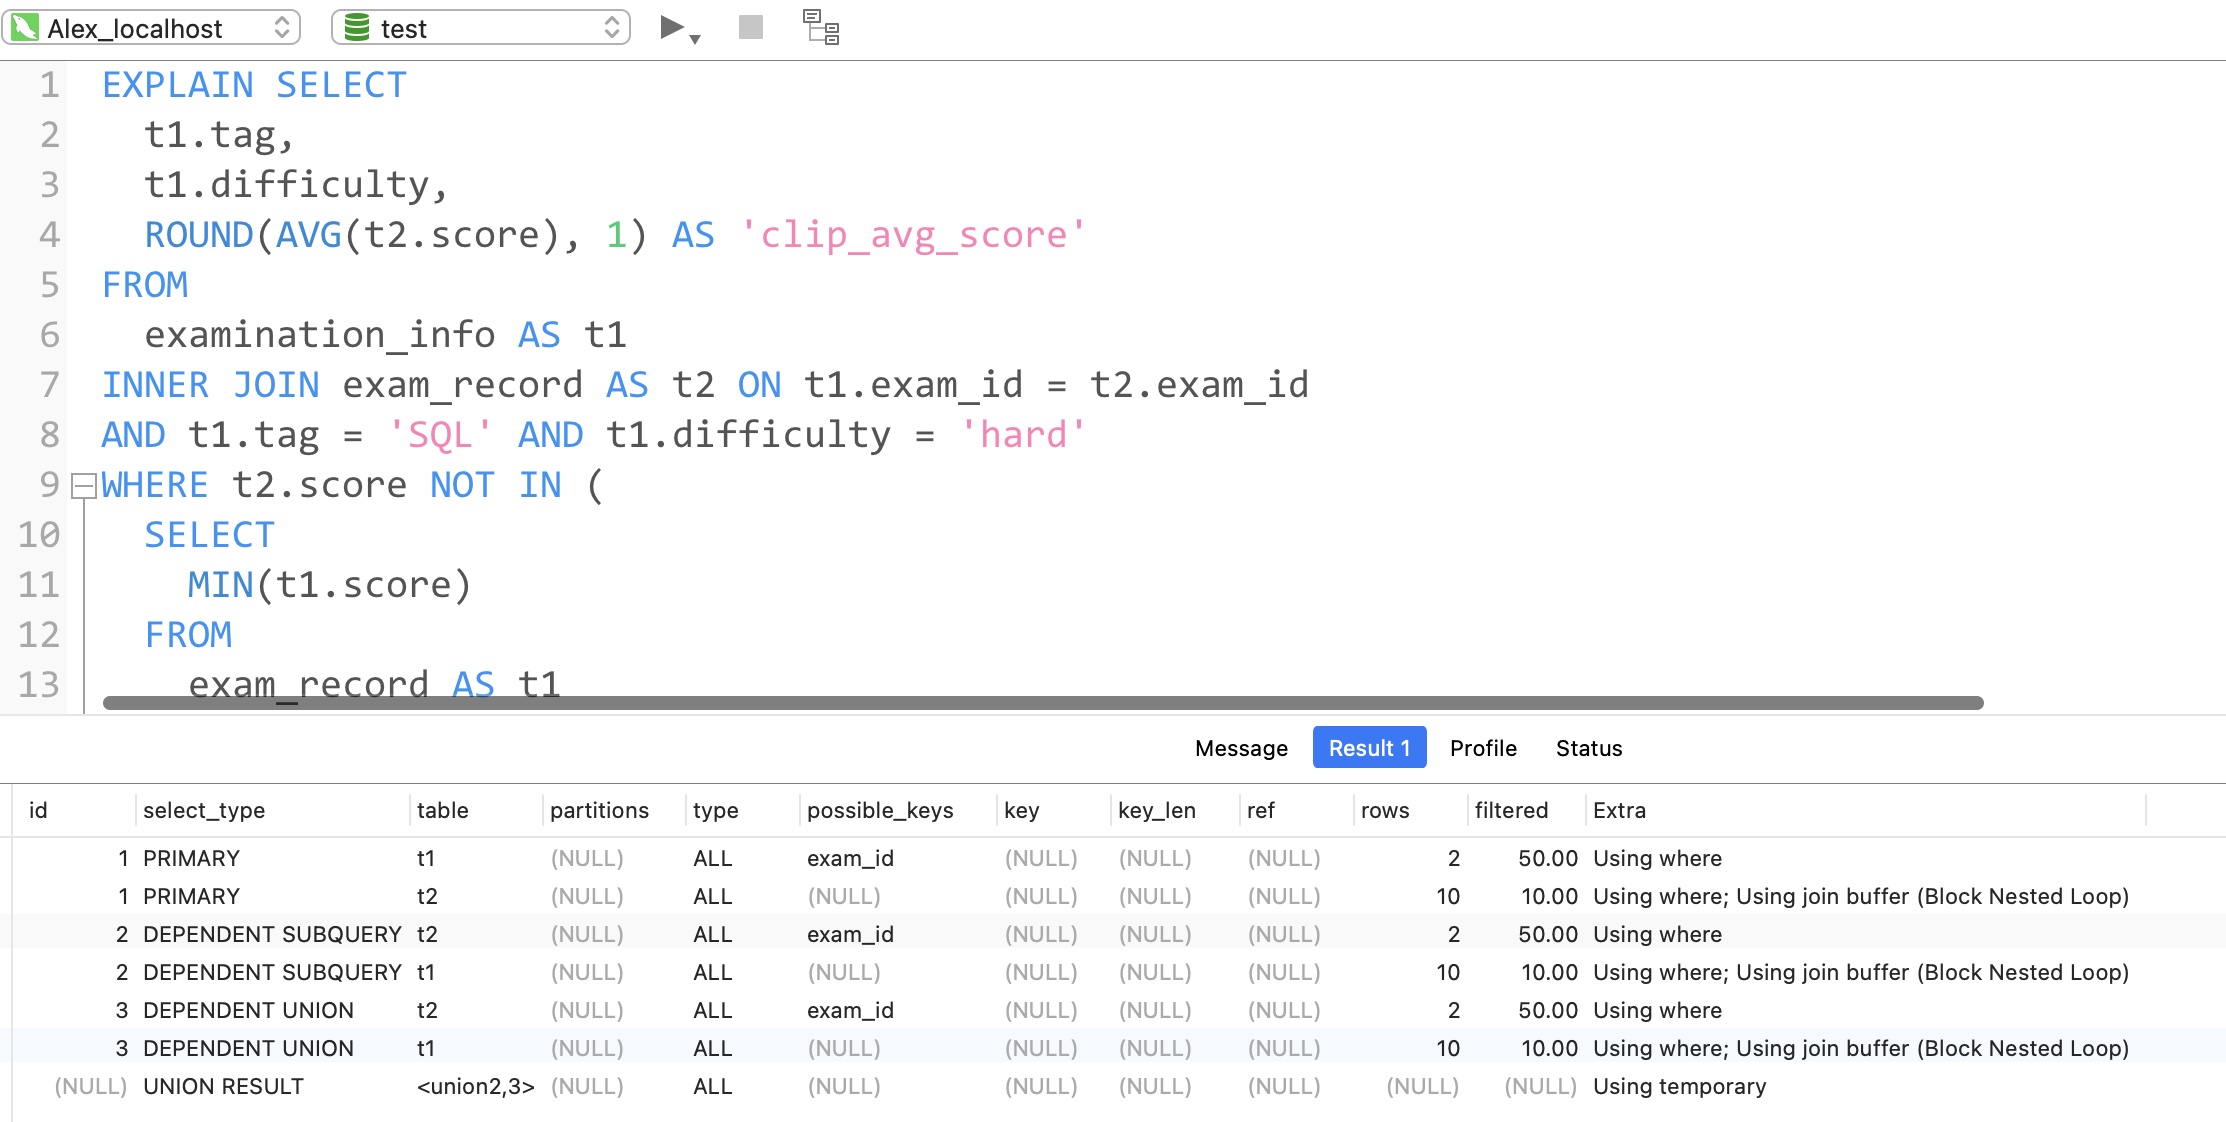 Alex_localhost test
1 EXPLAIN SELECT
2 t1.tag,
3 t1.difficulty,
4 ROUND(AVG(t2.score), 1) AS 'clip_avg_score'
5 FROM
6 examination_info AS t1
7 INNER JOIN exam_record AS t2 ON t1.exam_id = t2.exam_id
8 AND t1.tag = 'SQL' AND t1.difficulty = 'hard'
9 WHERE t2.score NOT IN (
10 SELECT
11 MIN(t1.score)
12 FROM
13 exam_record AS t1
Message Result 1 Profile Status
id select_type table partitions type possible_keys key key_len ref rows filtered Extra
1 PRIMARY t1 (NULL) ALL exam_id (NULL) (NULL) (NULL) 2 50.00 Using where
1 PRIMARY t2 (NULL) ALL (NULL) (NULL) (NULL) (NULL) 10 10.00 Using where; Using join buffer (Block Nested Loop)
2 DEPENDENT SUBQUERY t2 (NULL) ALL exam_id (NULL) (NULL) (NULL) 2 50.00 Using where
2 DEPENDENT SUBQUERY t1 (NULL) ALL (NULL) (NULL) (NULL) (NULL) 10 10.00 Using where; Using join buffer (Block Nested Loop)
3 DEPENDENT UNION t2 (NULL) ALL exam_id (NULL) (NULL) (NULL) 2 50.00 Using where
3 DEPENDENT UNION t1 (NULL) ALL (NULL) (NULL) (NULL) (NULL) 10 10.00 Using where; Using join buffer (Block Nested Loop)
(NULL) UNION RESULT <union2,3> (NULL) ALL (NULL) (NULL) (NULL) (NULL) (NULL) (NULL) Using temporary